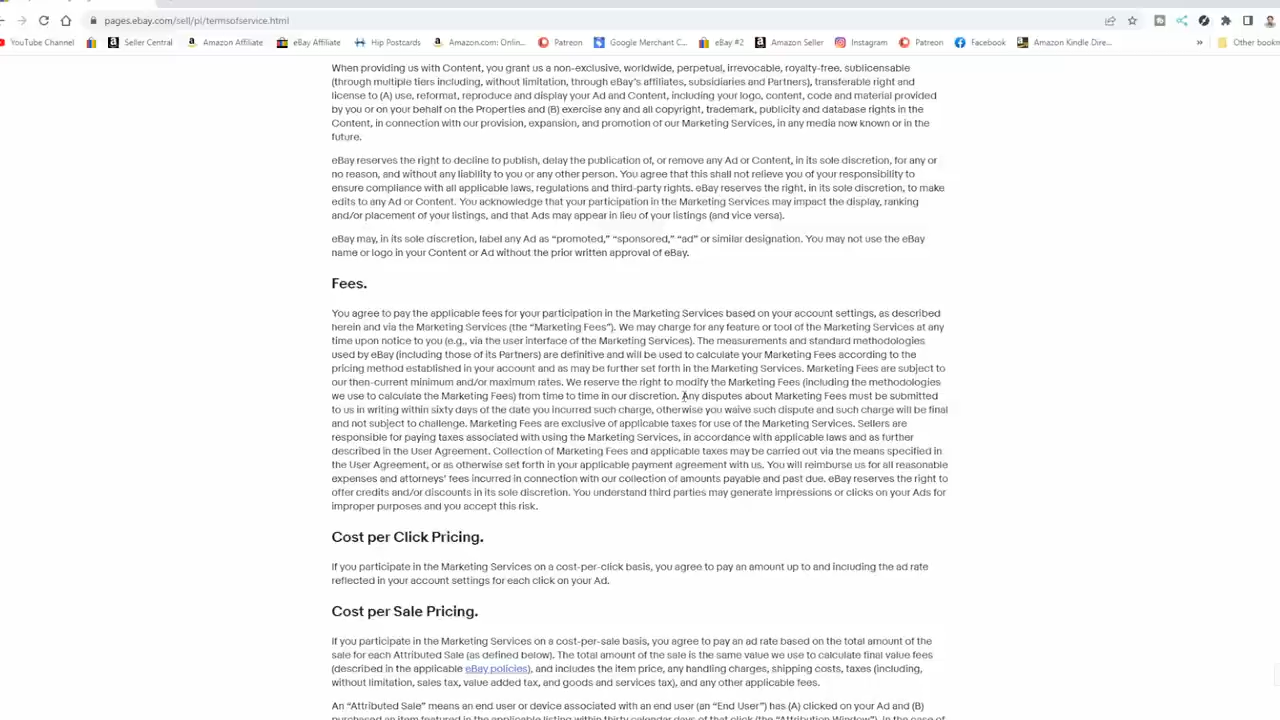 pages.ebay.com/sell/pl/termsofservice.html
YouTube Channel Seller Central Amazon Affiliate eBay Affiliate Hip Postcards Amazon.com: Onlin... Patreon Google Merchant C... eBay #2 Amazon Seller Instagram Patreon Facebook Amazon Kindle Dire... » Other bookm
When providing us with Content, you grant us a non-exclusive, worldwide, perpetual, irrevocable, royalty-free, sublicensable
(through multiple tiers including, without limitation, through eBay's affiliates, subsidiaries and Partners), transferable right and
license to (A) use, reformat, reproduce and display your Ad and Content, including your logo, content, code and material provided
by you or on your behalf on the Properties and (B) exercise any and all copyright, trademark, publicity and database rights in the
Content, in connection with our provision, expansion, and promotion of our Marketing Services, in any media now known or in the
future.
eBay reserves the right to decline to publish, delay the publication of, or remove any Ad or Content, in its sole discretion, for any or
no reason, and without any liability to you or any other person. You agree that this shall not relieve you of your responsibility to
ensure compliance with all applicable laws, regulations and third-party rights. eBay reserves the right, in its sole discretion, to make
edits to any Ad or Content. You acknowledge that your participation in the Marketing Services may impact the display, ranking
and/or placement of your listings, and that Ads may appear in lieu of your listings (and vice versa).
eBay may, in its sole discretion, label any Ad as “promoted,” “sponsored,” “ad” or similar designation. You may not use the eBay
name or logo in your Content or Ad without the prior written approval of eBay.
Fees.
You agree to pay the applicable fees for your participation in the Marketing Services based on your account settings, as described
herein and via the Marketing Services (the “Marketing Fees”). We may charge for any feature or tool of the Marketing Services at any
time upon notice to you (e.g., via the user interface of the Marketing Services). The measurements and standard methodologies
used by eBay (including those of its Partners) are definitive and will be used to calculate your Marketing Fees according to the
pricing method established in your account and as may be further set forth in the Marketing Services. Marketing Fees are subject to
our then-current minimum and/or maximum rates. We reserve the right to modify the Marketing Fees (including the methodologies
we use to calculate the Marketing Fees) from time to time in our discretion. Any disputes about Marketing Fees must be submitted
to us in writing within sixty days of the date you incurred such charge, otherwise you waive such dispute and such charge will be final
and not subject to challenge. Marketing Fees are exclusive of applicable taxes for use of the Marketing Services. Sellers are
responsible for paying taxes associated with using the Marketing Services, in accordance with applicable laws and as further
described in the User Agreement. Collection of Marketing Fees and applicable taxes may be carried out via the means specified in
the User Agreement, or as otherwise set forth in your applicable payment agreement with us. You will reimburse us for all reasonable
expenses and attorneys' fees incurred in connection with our collection of amounts payable and past due. eBay reserves the right to
offer credits and/or discounts in its sole discretion. You understand third parties may generate impressions or clicks on your Ads for
improper purposes and you accept this risk.
Cost per Click Pricing.
If you participate in the Marketing Services on a cost-per-click basis, you agree to pay an amount up to and including the ad rate
reflected in your account settings for each click on your Ad.
Cost per Sale Pricing.
If you participate in the Marketing Services on a cost-per-sale basis, you agree to pay an ad rate based on the total amount of the
sale for each Attributed Sale (as defined below). The total amount of the sale is the same value we use to calculate final value fees
(described in the applicable eBay policies), and includes the item price, any handling charges, shipping costs, taxes (including,
without limitation, sales tax, value added tax, and goods and services tax), and any other applicable fees.
An “Attributed Sale” means an end user or device associated with an end user (an “End User”) has (A) clicked on your Ad and (B)
purchased an item featured in the applicable listing within thirty calendar days of that click (the “Attribution Window”), in the case of